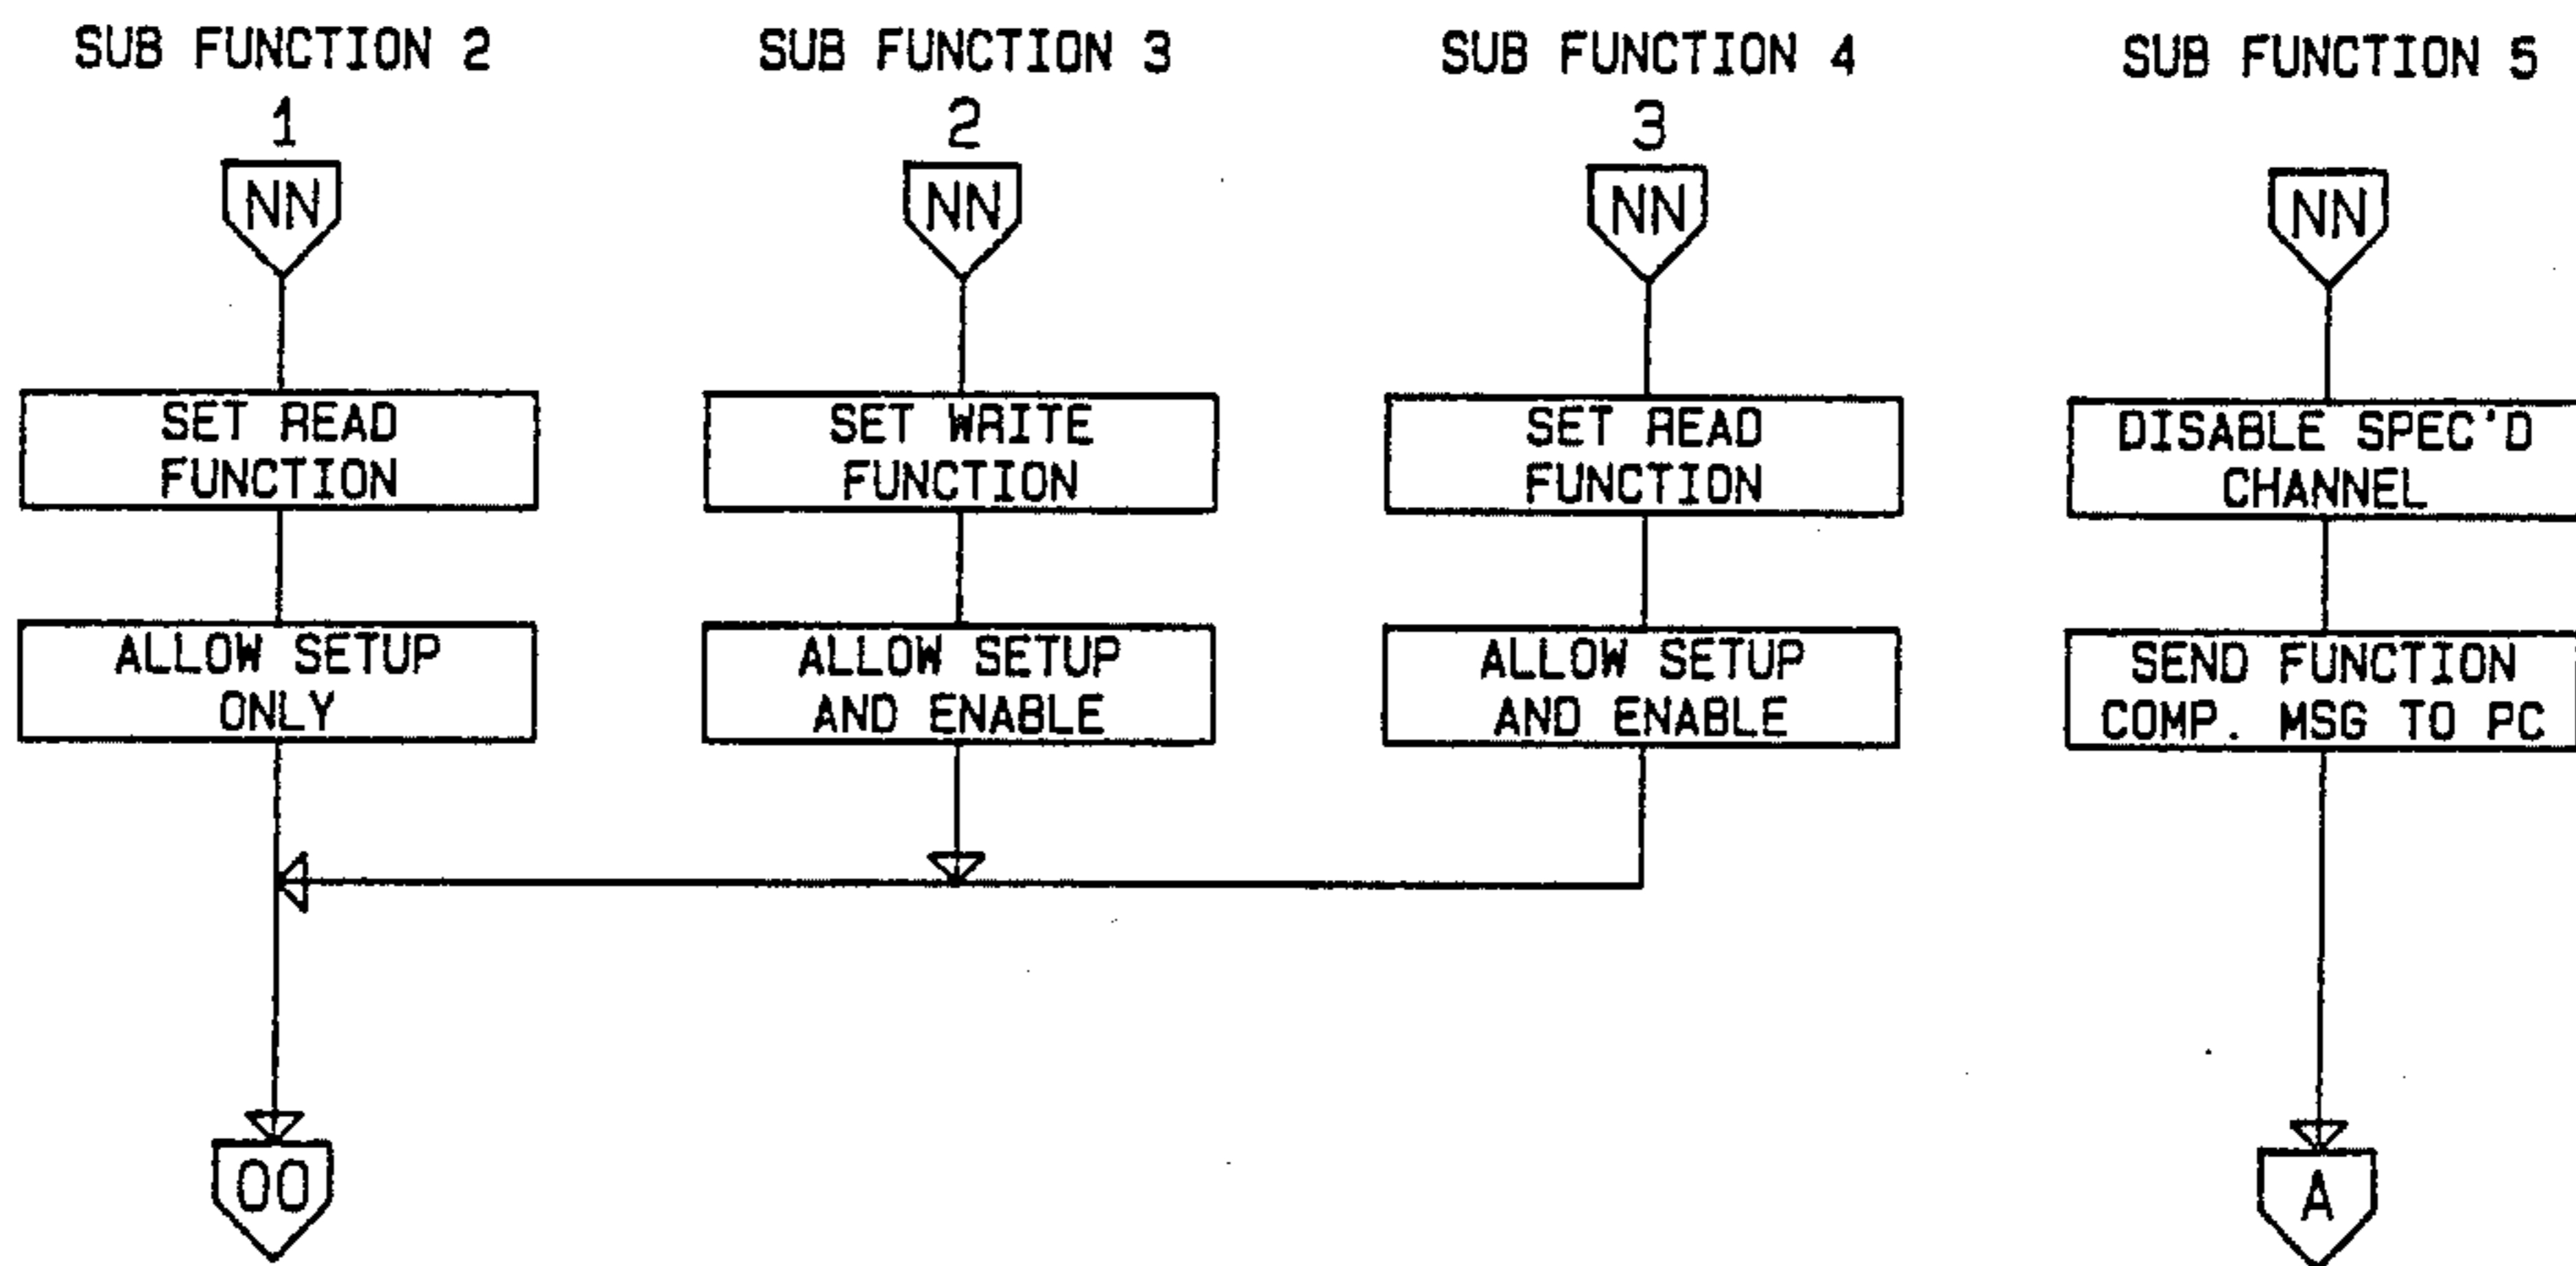 SUB FUNCTION 2
1
NN
SET READ
FUNCTION
ALLOW SETUP
ONLY
OO
SUB FUNCTION 3
2
NN
SET WRITE
FUNCTION
ALLOW SETUP
AND ENABLE
SUB FUNCTION 4
3
NN
SET READ
FUNCTION
ALLOW SETUP
AND ENABLE
SUB FUNCTION 5
NN
DISABLE SPEC'D
CHANNEL
SEND FUNCTION
COMP. MSG TO PC
A